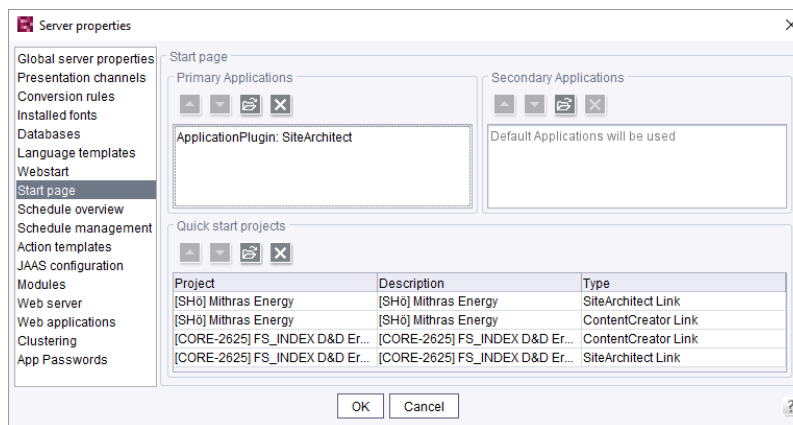 Server properties
Global server properties
Presentation channels
Conversion rules
Installed fonts
Databases
Language templates
Webstart
Start page
Schedule overview
Schedule management
Action templates
JAAS configuration
Modules
Web server
Web applications
Clustering
App Passwords
Start page
Primary Applications
ApplicationPlugin: SiteArchitect
Secondary Applications
Default Applications will be used
Quick start projects
Project Description Type
[SHö] Mithras Energy [SHö] Mithras Energy SiteArchitect Link
[SHö] Mithras Energy [SHö] Mithras Energy ContentCreator Link
[CORE-2625] FS_INDEX D&D Er... [CORE-2625] FS_INDEX D&D Er... ContentCreator Link
[CORE-2625] FS_INDEX D&D Er... [CORE-2625] FS_INDEX D&D Er... SiteArchitect Link
OK Cancel
?